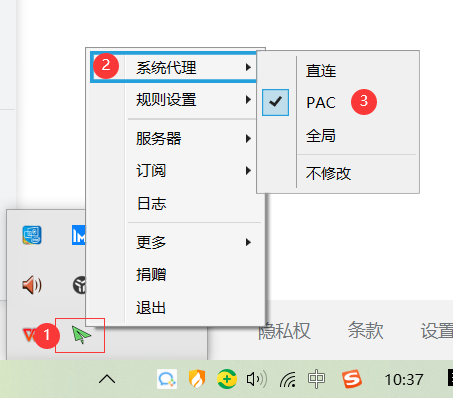 2
系统代理
规则设置
服务器
订阅
日志
更多
捐赠
退出
直连
PAC
3
全局
不修改
1
隐私权
条款
设置
中
10:37